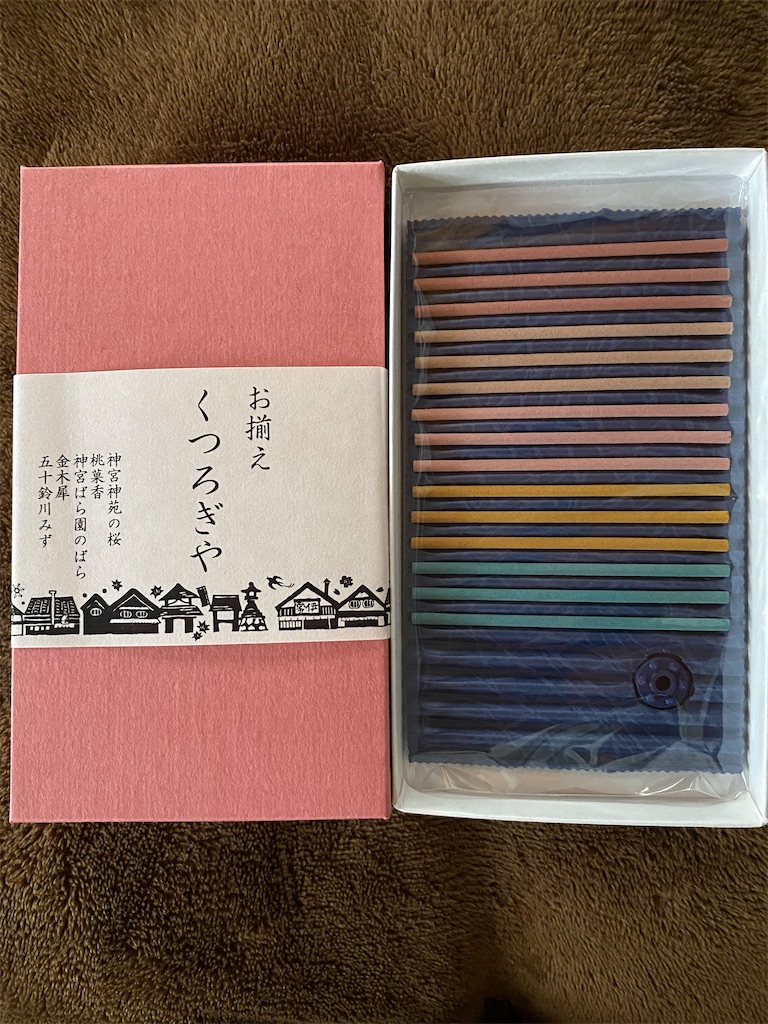 お揃え
くつろぎや
神宮神苑の桜
桃菓香
神宮ばら園のばら
金木犀
五十鈴川みず